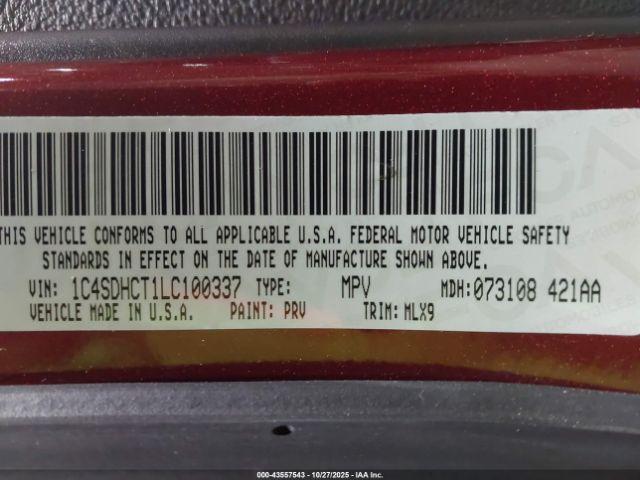 THIS VEHICLE CONFORMS TO ALL APPLICABLE U.S.A. FEDERAL MOTOR VEHICLE SAFETY
STANDARDS IN EFFECT ON THE DATE OF MANUFACTURE SHOWN ABOVE.
VIN: 1C4SDHCT1LC100337 TYPE: MPV MDH: 073108 421AA
VEHICLE MADE IN U.S.A. PAINT: PRV TRIM: MLX9
000-43557543 | 10/27/2025 | IAA Inc.